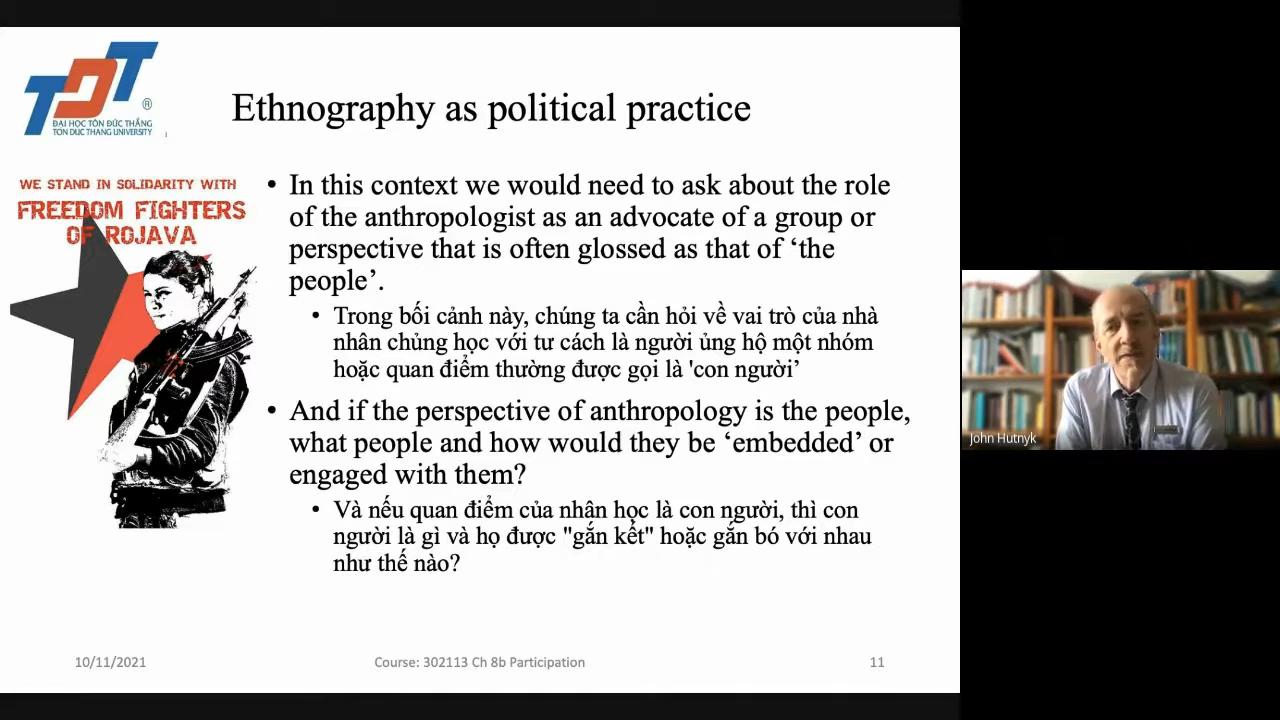 TDT ®
ĐẠI HỌC TÔN ĐỨC THẮNG
TON DUC THANG UNIVERSITY
Ethnography as political practice
WE STAND IN SOLIDARITY WITH
FREEDOM FIGHTERS
OF ROJAVA
• In this context we would need to ask about the role
of the anthropologist as an advocate of a group or
perspective that is often glossed as that of ‘the
people’.
• Trong bối cảnh này, chúng ta cần hỏi về vai trò của nhà
nhân chủng học với tư cách là người ủng hộ một nhóm
hoặc quan điểm thường được gọi là 'con người’
• And if the perspective of anthropology is the people,
what people and how would they be ‘embedded’ or
engaged with them?
• Và nếu quan điểm của nhân học là con người, thì con
người là gì và họ được "gắn kết" hoặc gắn bó với nhau
như thế nào?
John Hutnyk
10/11/2021
Course: 302113 Ch 8b Participation
11